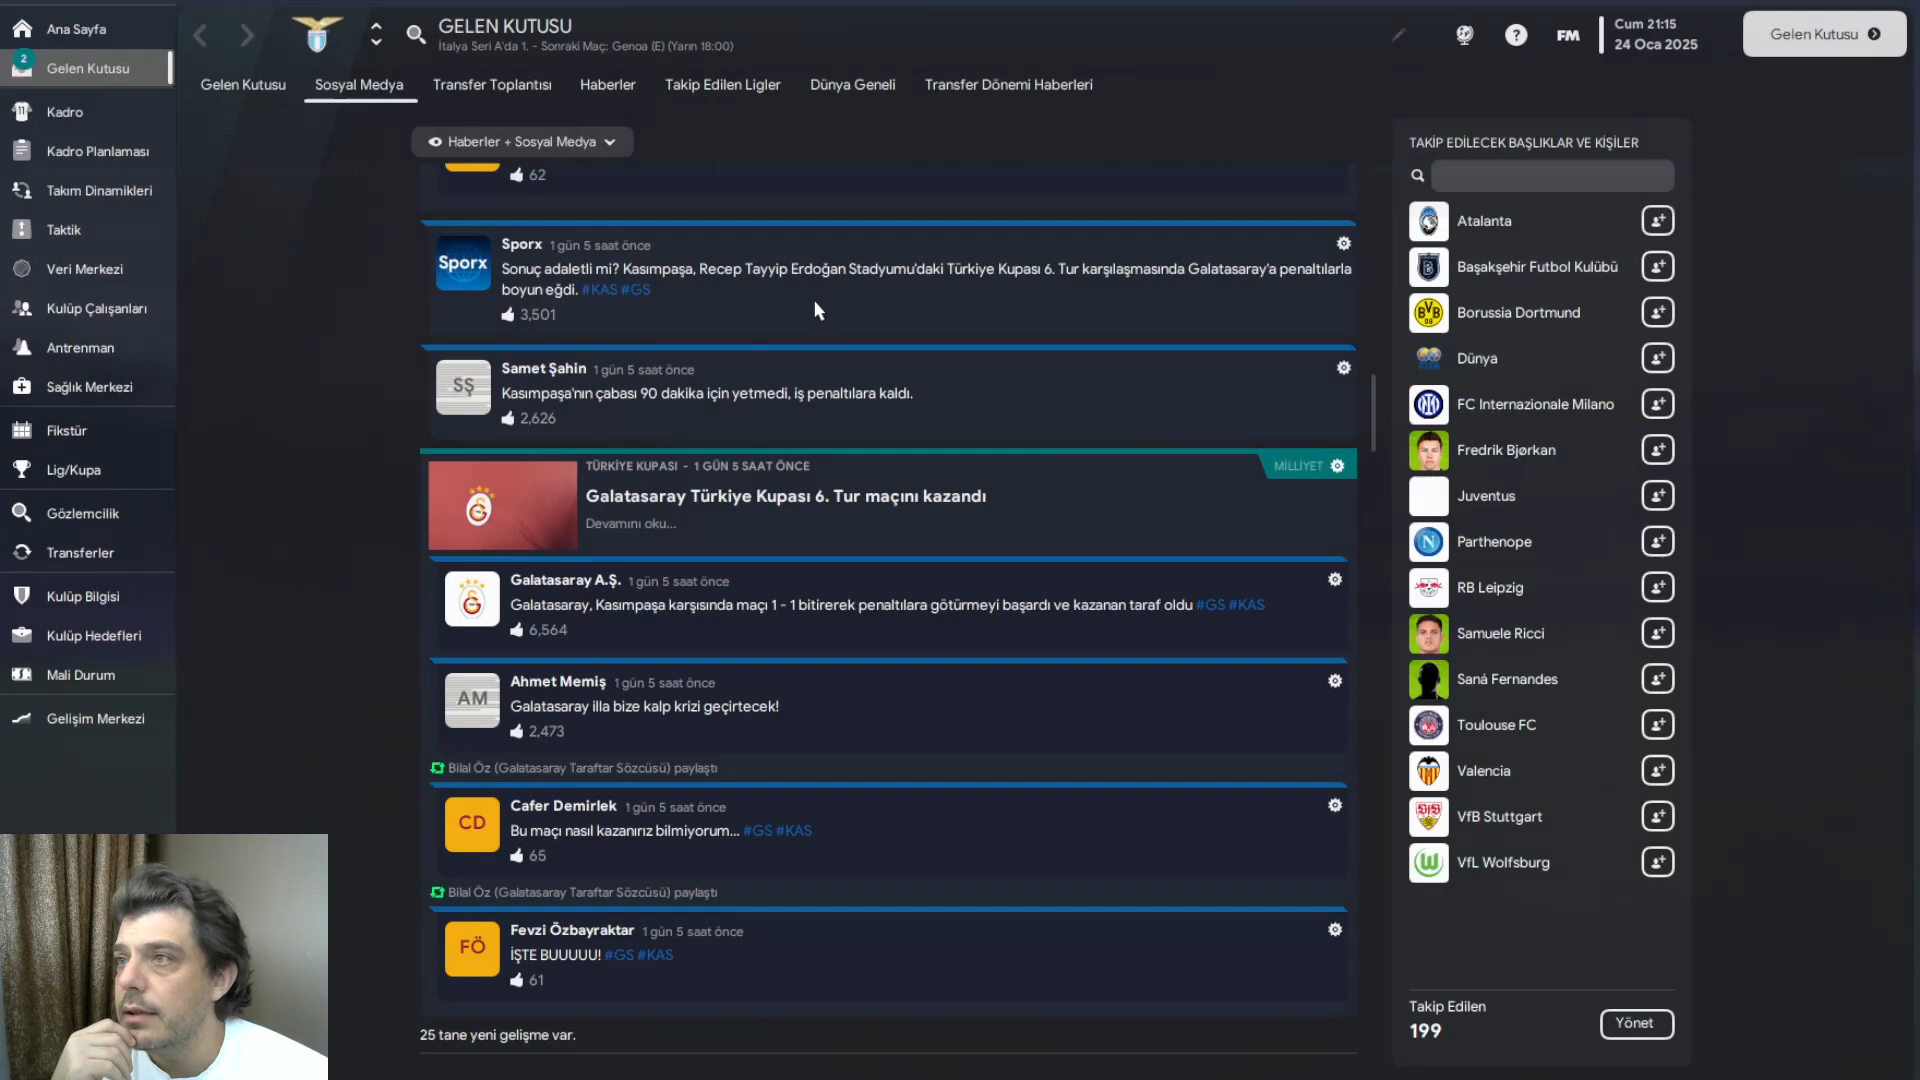 Ana Sayfa
2
Gelen Kutusu
Kadro
Kadro Planlaması
Takım Dinamikleri
Taktik
Veri Merkezi
Kulüp Çalışanları
Antrenman
Sağlık Merkezi
Fikstür
Lig/Kupa
Gözlemcilik
Transferler
Kulüp Bilgisi
Kulüp Hedefleri
Mali Durum
Gelişim Merkezi
GELEN KUTUSU
İtalya Seri A'da 1. - Sonraki Maç: Genoa (E) (Yarın 18:00)
FM
Cum 21:15
24 Oca 2025
Gelen Kutusu
Gelen Kutusu Sosyal Medya Transfer Toplantısı Haberler Takip Edilen Ligler Dünya Geneli Transfer Dönemi Haberleri
Haberler + Sosyal Medya
62
Sporx
Sporx 1 gün 5 saat önce
Sonuç adaletli mi? Kasımpaşa, Recep Tayyip Erdoğan Stadyumu'daki Türkiye Kupası 6. Tur karşılaşmasında Galatasaray'a penaltılarla
boyun eğdi. #KAS #GS
3,501
SŞ
Samet Şahin 1 gün 5 saat önce
Kasımpaşa'nın çabası 90 dakika için yetmedi, iş penaltılara kaldı.
2,626
TÜRKİYE KUPASI - 1 GÜN 5 SAAT ÖNCE
MİLLİYET
Galatasaray Türkiye Kupası 6. Tur maçını kazandı
Devamını oku...
Galatasaray A.Ş. 1 gün 5 saat önce
Galatasaray, Kasımpaşa karşısında maçı 1 - 1 bitirerek penaltılara götürmeyi başardı ve kazanan taraf oldu #GS #KAS
6,564
AM
Ahmet Memiş 1 gün 5 saat önce
Galatasaray illa bize kalp krizi geçirtecek!
2,473
Bilal Öz (Galatasaray Taraftar Sözcüsü) paylaştı
CD
Cafer Demirlek 1 gün 5 saat önce
Bu maçı nasıl kazanırız bilmiyorum... #GS #KAS
65
Bilal Öz (Galatasaray Taraftar Sözcüsü) paylaştı
FÖ
Fevzi Özbayraktar 1 gün 5 saat önce
İŞTE BUUUUU! #GS #KAS
61
25 tane yeni gelişme var.
TAKİP EDİLECEK BAŞLIKLAR VE KİŞİLER
Atalanta
Başakşehir Futbol Kulübü
Borussia Dortmund
Dünya
FC Internazionale Milano
Fredrik Bjørkan
Juventus
Parthenope
RB Leipzig
Samuele Ricci
Saná Fernandes
Toulouse FC
Valencia
VfB Stuttgart
VfL Wolfsburg
Takip Edilen
199
Yönet